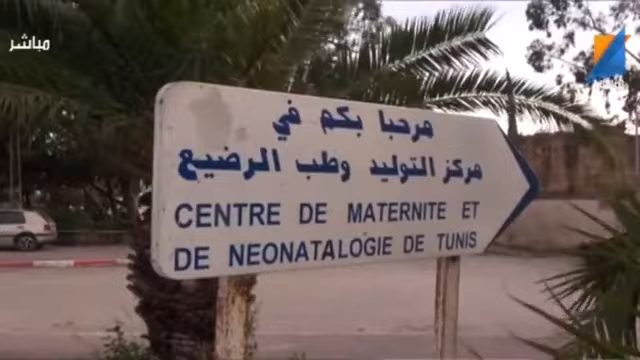 مباشر
مرحبا بكم في
مركز التوليد وطب الرضيع
CENTRE DE MATERNITE ET
DE NEONATALOGIE DE TUNIS